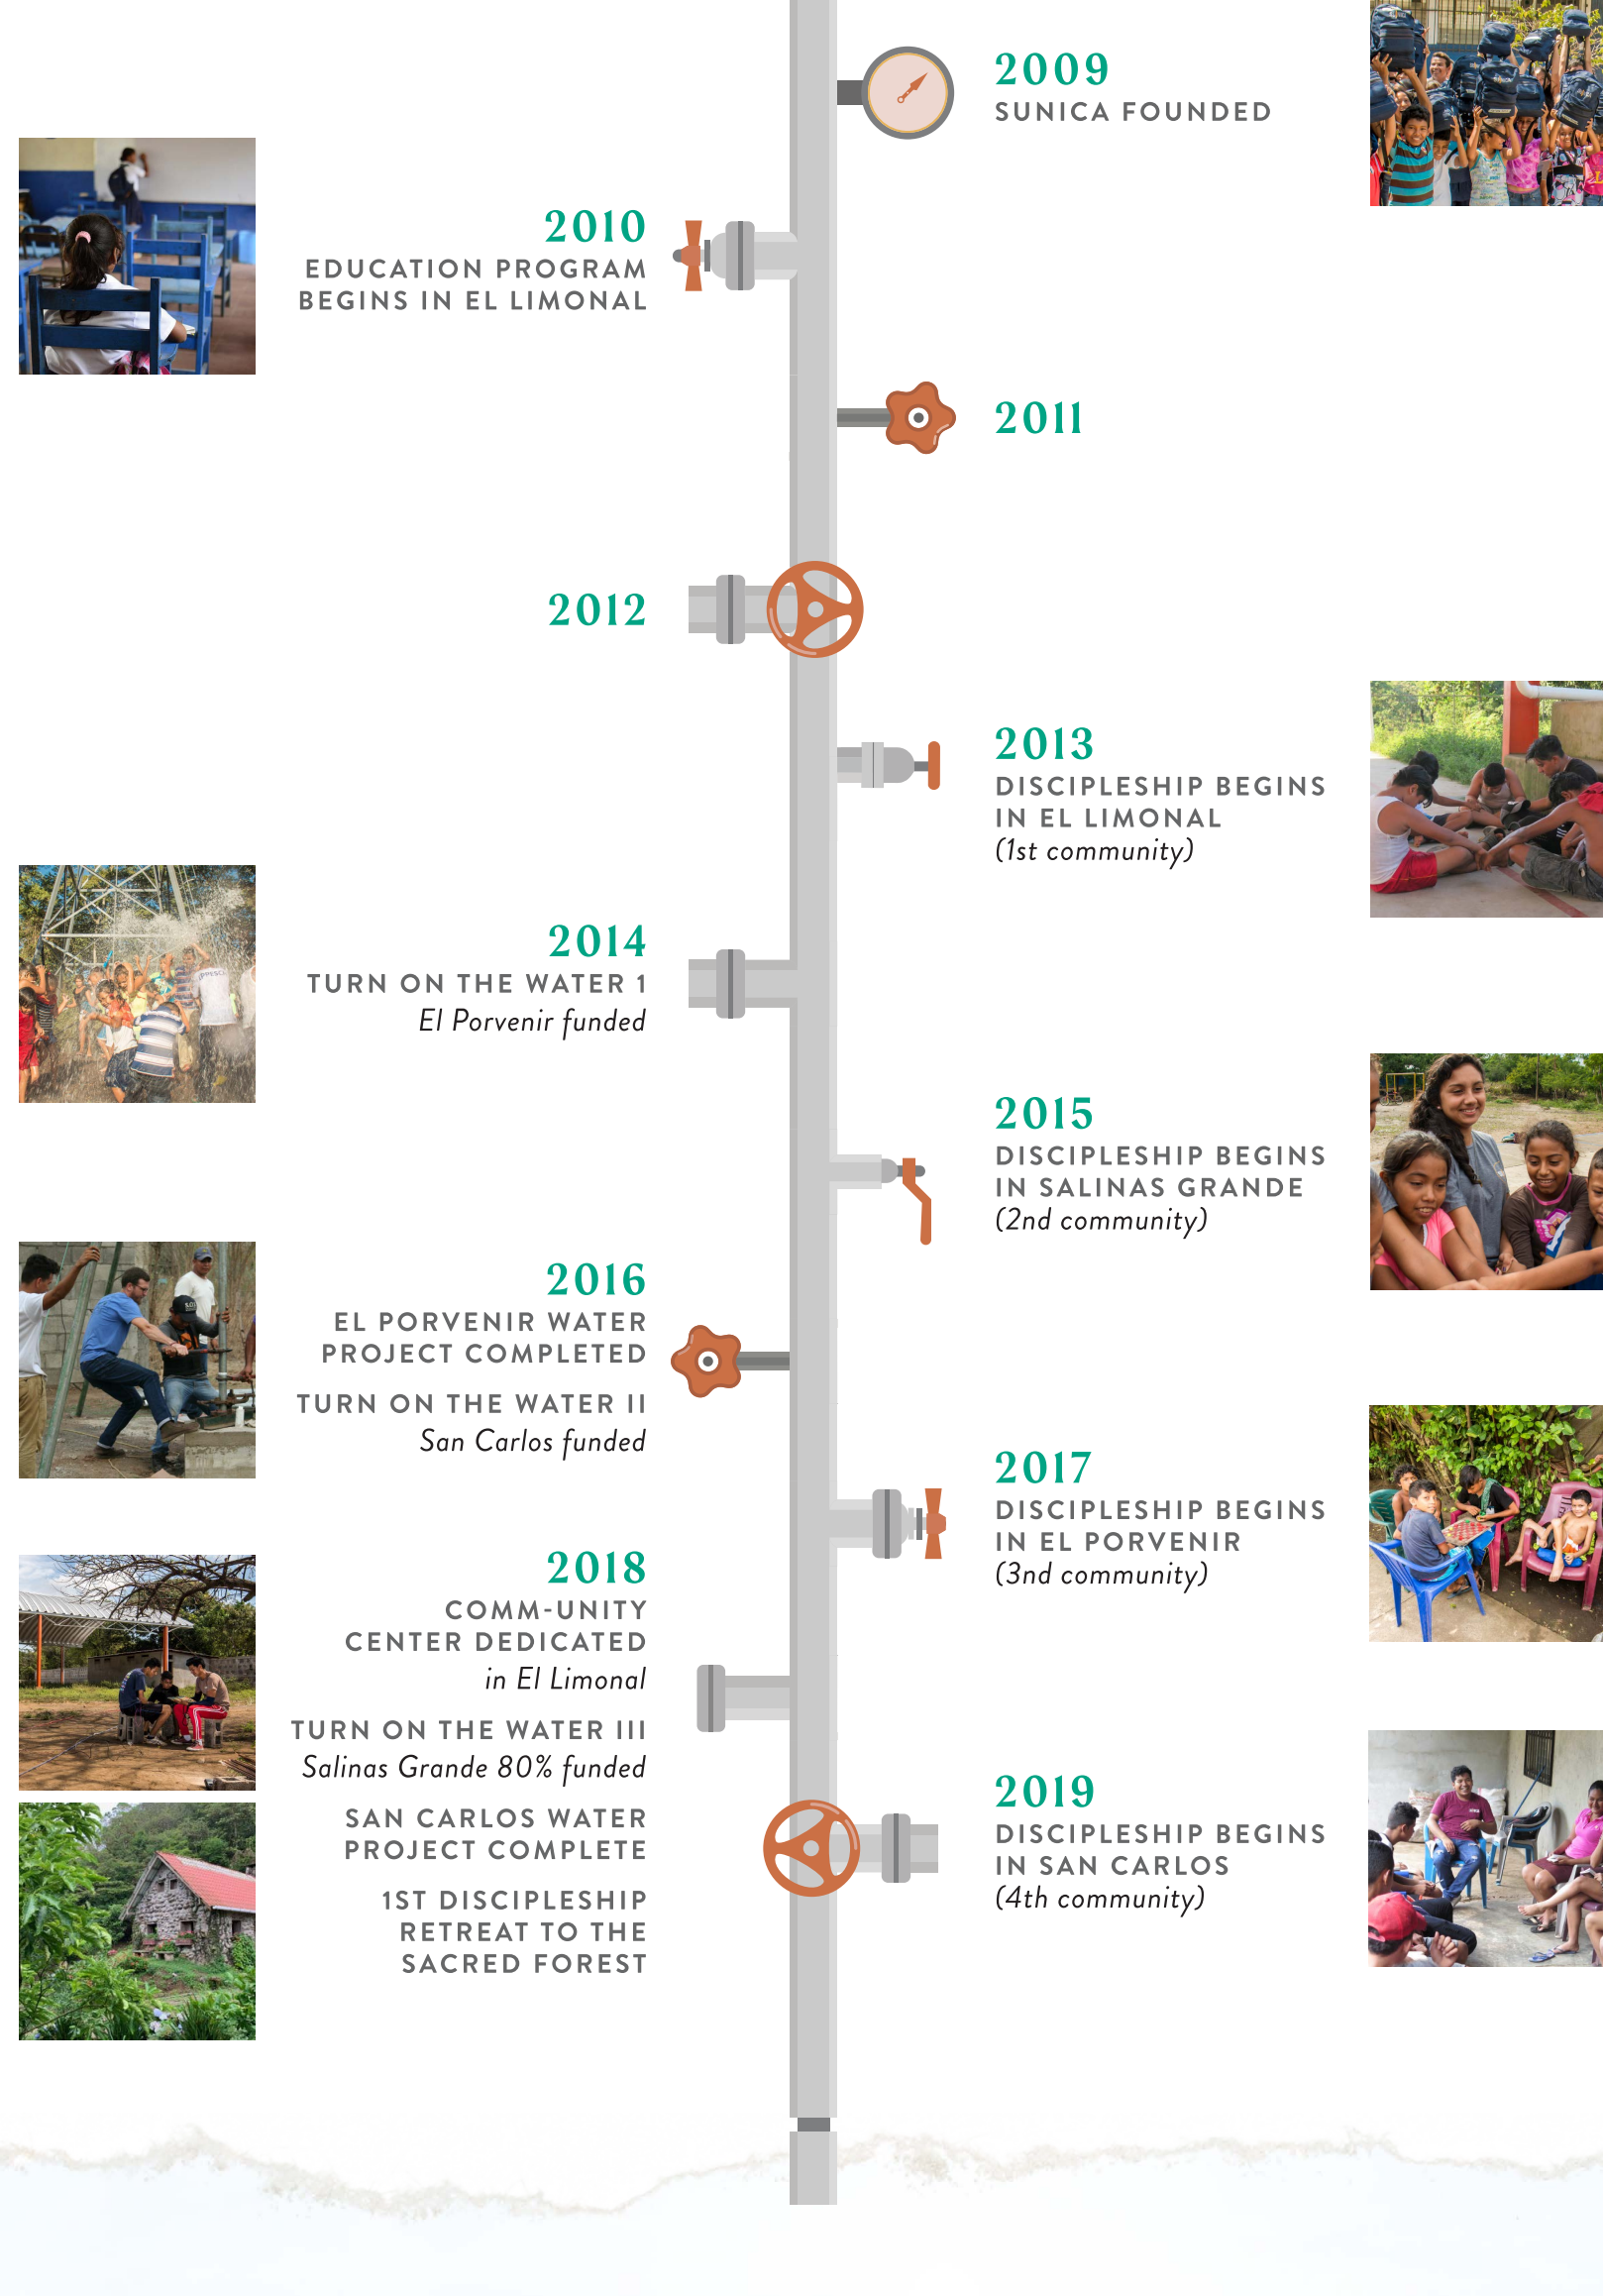 2009
SUNICA FOUNDED
2010
EDUCATION PROGRAM
BEGINS IN EL LIMONAL
2011
2012
2013
DISCIPLESHIP BEGINS
IN EL LIMONAL
(1st community)
2014
TURN ON THE WATER 1
El Porvenir funded
2015
DISCIPLESHIP BEGINS
IN SALINAS GRANDE
(2nd community)
2016
EL PORVENIR WATER
PROJECT COMPLETED
TURN ON THE WATER II
San Carlos funded
2017
DISCIPLESHIP BEGINS
IN EL PORVENIR
(3nd community)
2018
COMM-UNITY
CENTER DEDICATED
in El Limonal
TURN ON THE WATER III
Salinas Grande 80% funded
SAN CARLOS WATER
PROJECT COMPLETE
1ST DISCIPLESHIP
RETREAT TO THE
SACRED FOREST
2019
DISCIPLESHIP BEGINS
IN SAN CARLOS
(4th community)